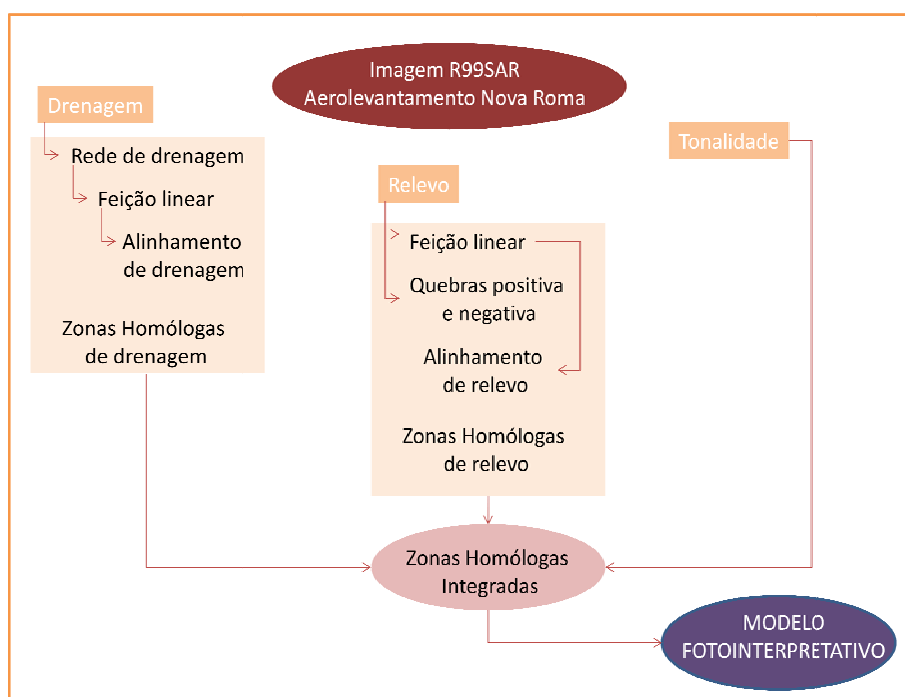 Imagem R99SAR
Aerolevantamento Nova Roma
Drenagem
Rede de drenagem
Feição linear
Alinhamento
de drenagem
Zonas Homólogas
de drenagem
Relevo
Feição linear
Quebras positiva
e negativa
Alinhamento
de relevo
Zonas Homólogas
de relevo
Tonalidade
Zonas Homólogas
Integradas
MODELO
FOTOINTERPRETATIVO